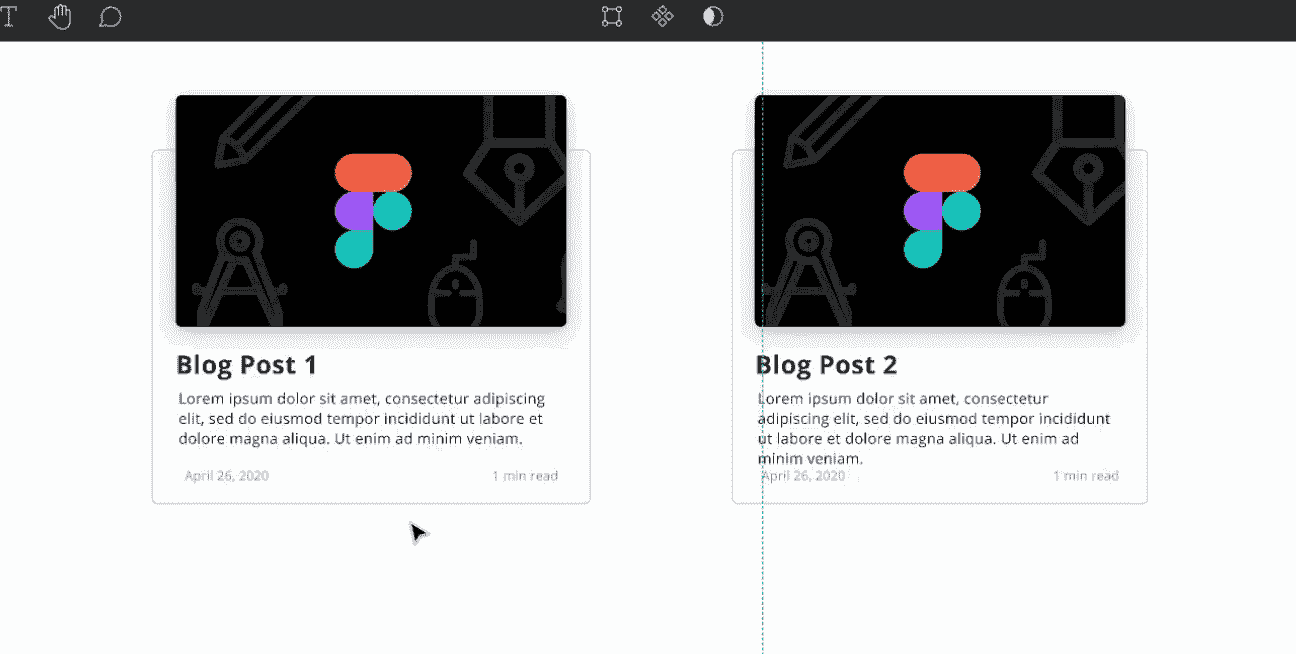 Blog Post 1
Lorem ipsum dolor sit amet, consectetur adipiscing
elit, sed do eiusmod tempor incididunt ut labore et
dolore magna aliqua. Ut enim ad minim veniam.
April 26, 2020
1 min read
Blog Post 2
Lorem ipsum dolor sit amet, consectetur
adipiscing elit, sed do eiusmod tempor incididunt
ut labore et dolore magna aliqua. Ut enim ad
minim veniam.
April 26, 2020
1 min read